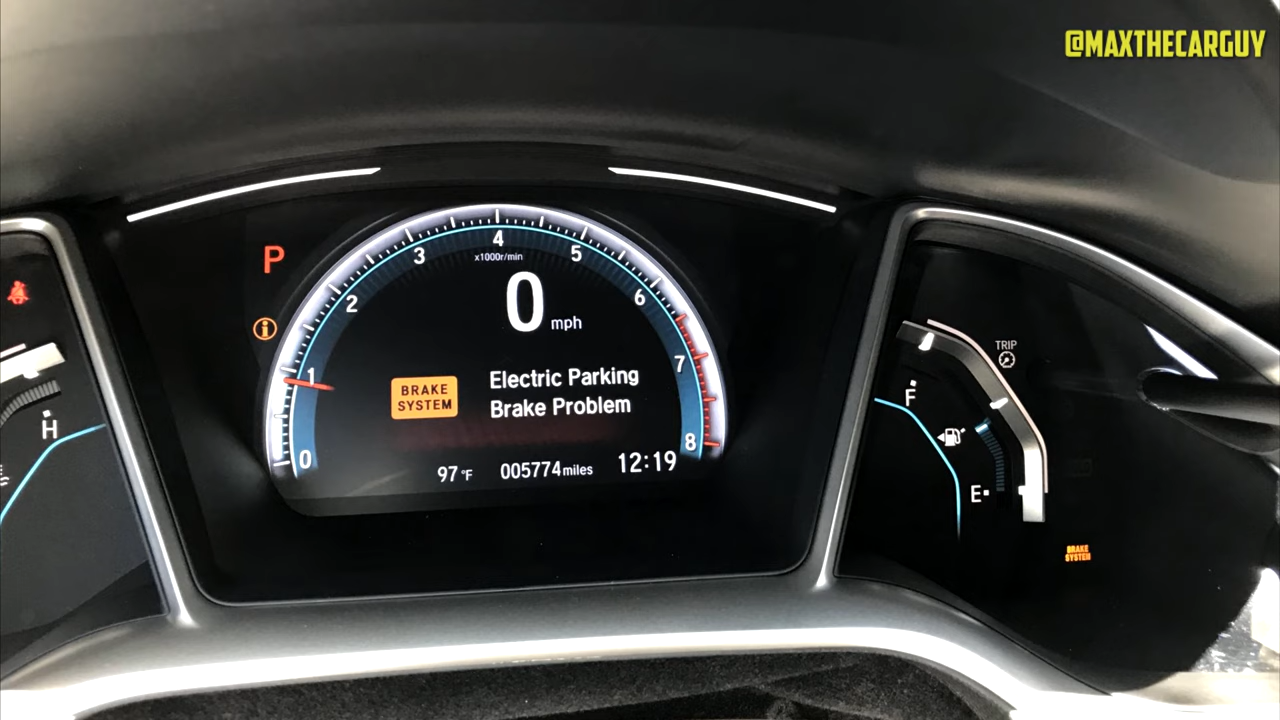 @MAXTHECARGUY
P
4
3
5
x1000r/min
2
6
0
mph
i
1
7
BRAKE
SYSTEM
Electric Parking
Brake Problem
0
8
97 °F
005774 miles
12:19
H
TRIP
F
E
BRAKE
SYSTEM